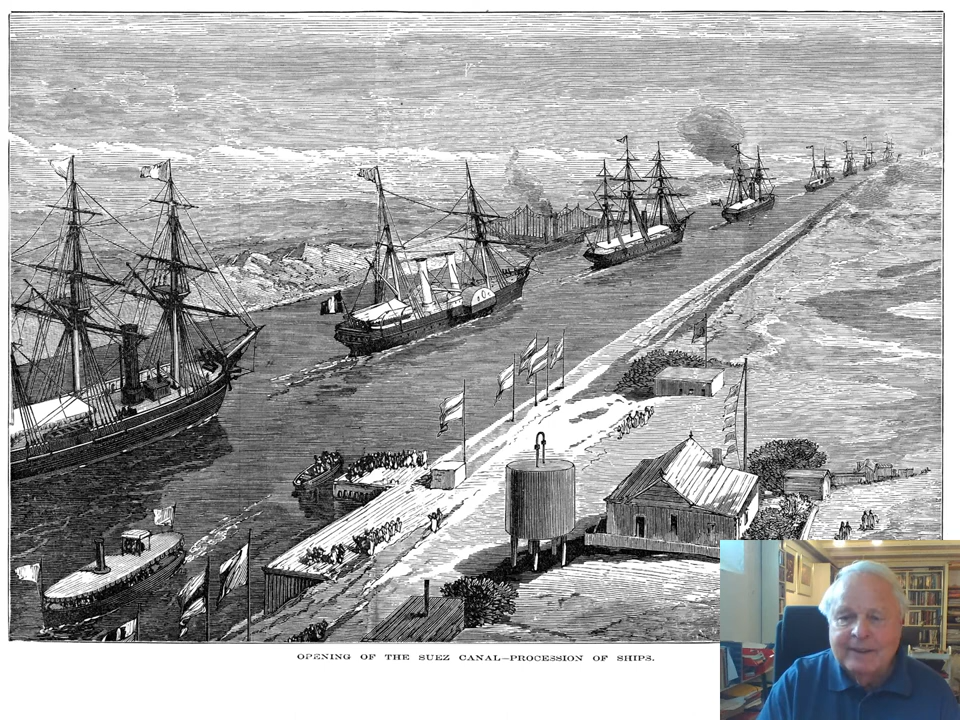 OPENING OF THE SUEZ CANAL—PROCESSION OF SHIPS.